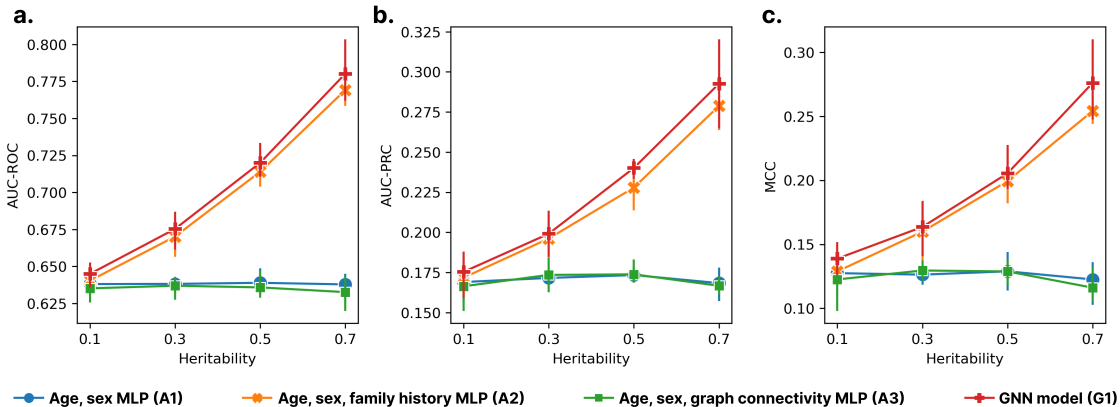 a.
b.
c.
0.800
0.775
0.750
0.725
0.700
0.675
0.650
0.625
AUC-ROC
0.1 0.3 0.5 0.7
Heritability
0.325
0.300
0.275
0.250
0.225
0.200
0.175
0.150
AUC-PRC
0.1 0.3 0.5 0.7
Heritability
0.30
0.25
0.20
0.15
0.10
MCC
0.1 0.3 0.5 0.7
Heritability
Age, sex MLP (A1)
Age, sex, family history MLP (A2)
Age, sex, graph connectivity MLP (A3)
GNN model (G1)